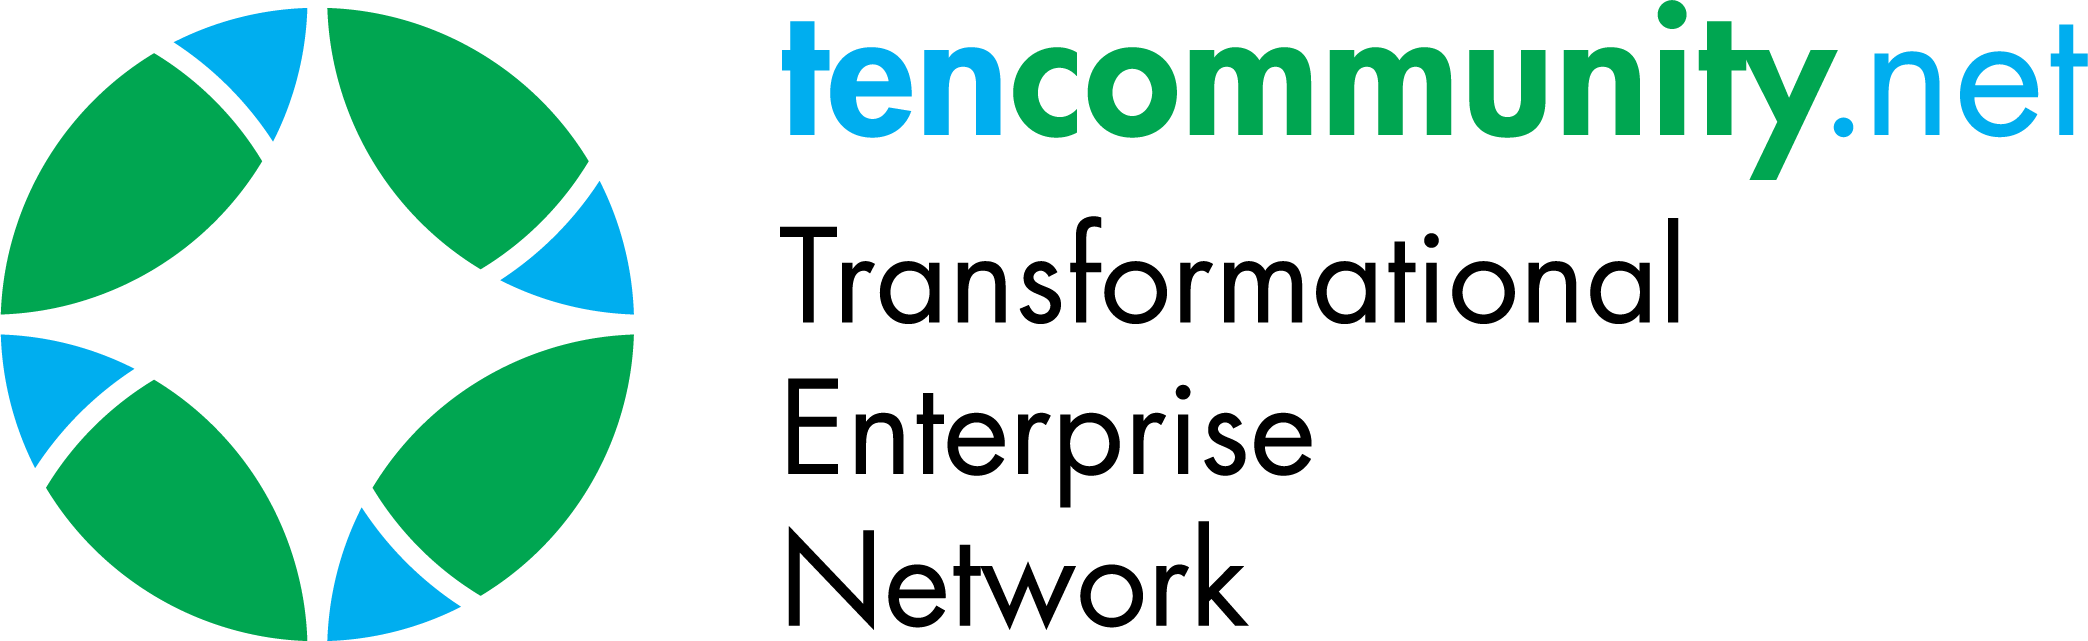 tencommunity.net
Transformational
Enterprise
Network